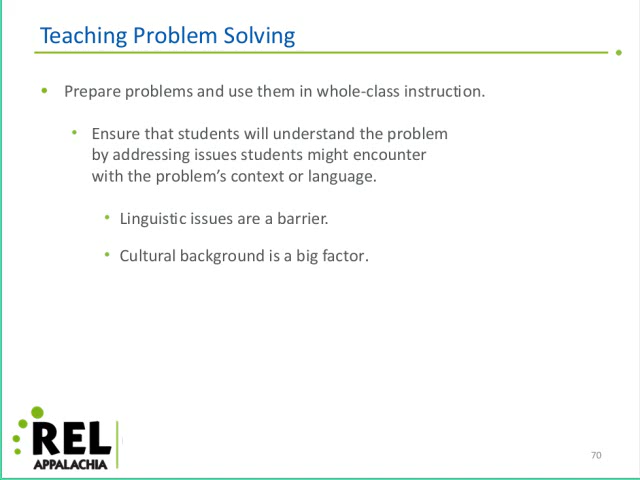 Teaching Problem Solving
• Prepare problems and use them in whole-class instruction.
• Ensure that students will understand the problem
by addressing issues students might encounter
with the problem's context or language.
• Linguistic issues are a barrier.
• Cultural background is a big factor.
REL
APPALACHIA
70